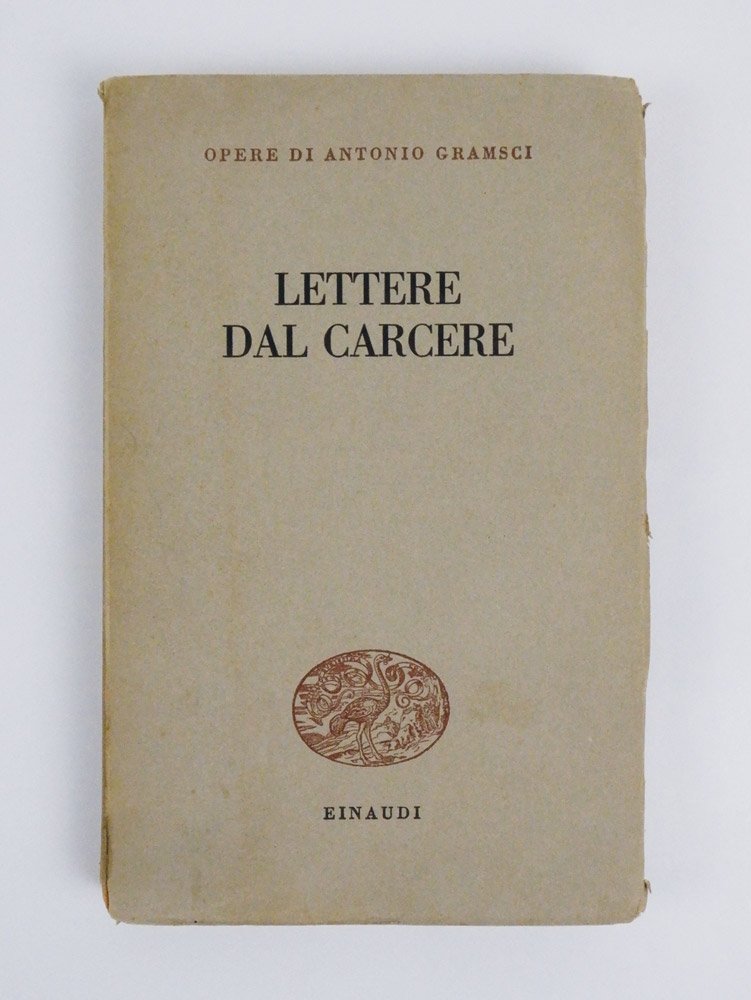 OPERE DI ANTONIO GRAMSCI
LETTERE
DAL CARCERE
EINAUDI